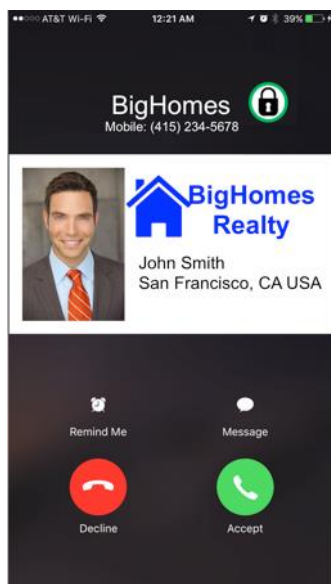 AT&T Wi-Fi 12:21 AM 39%
BigHomes
Mobile: (415) 234-5678
BigHomes
Realty
John Smith
San Francisco, CA USA
Remind Me Message
Decline Accept